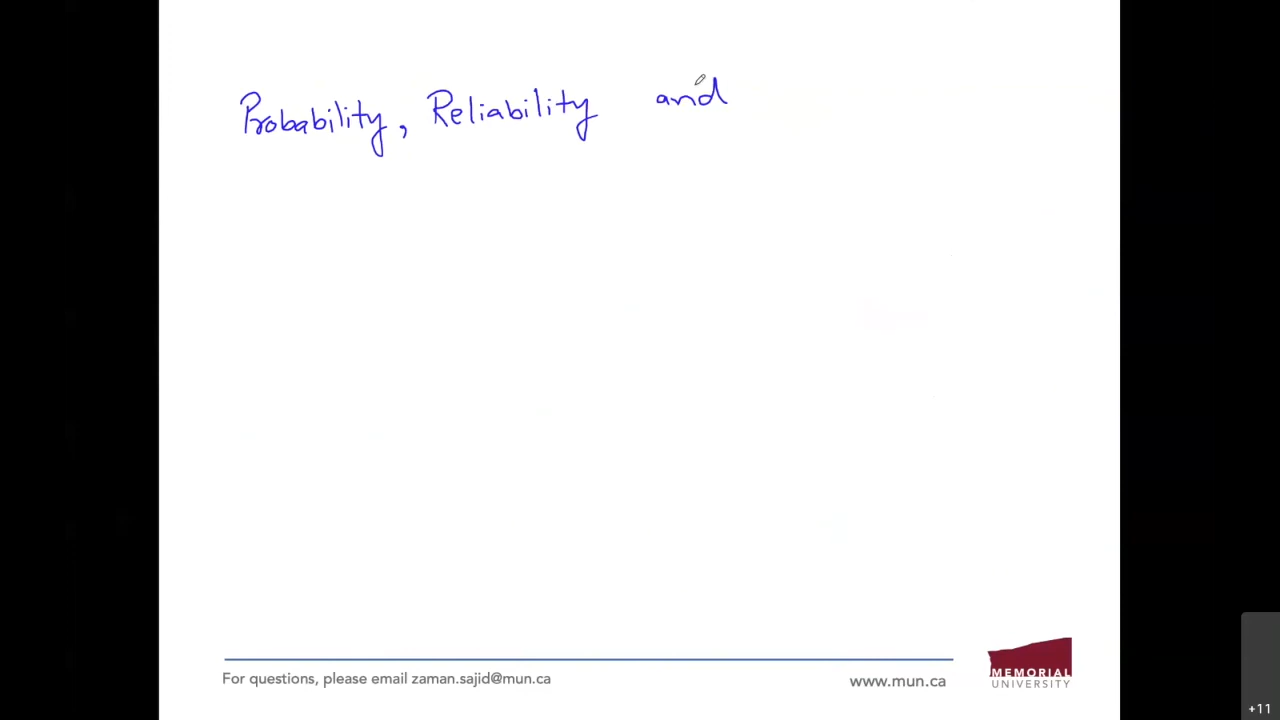 Probability, Reliability and
For questions, please email zaman.sajid@mun.ca
www.mun.ca
MEMORIAL
UNIVERSITY
+11